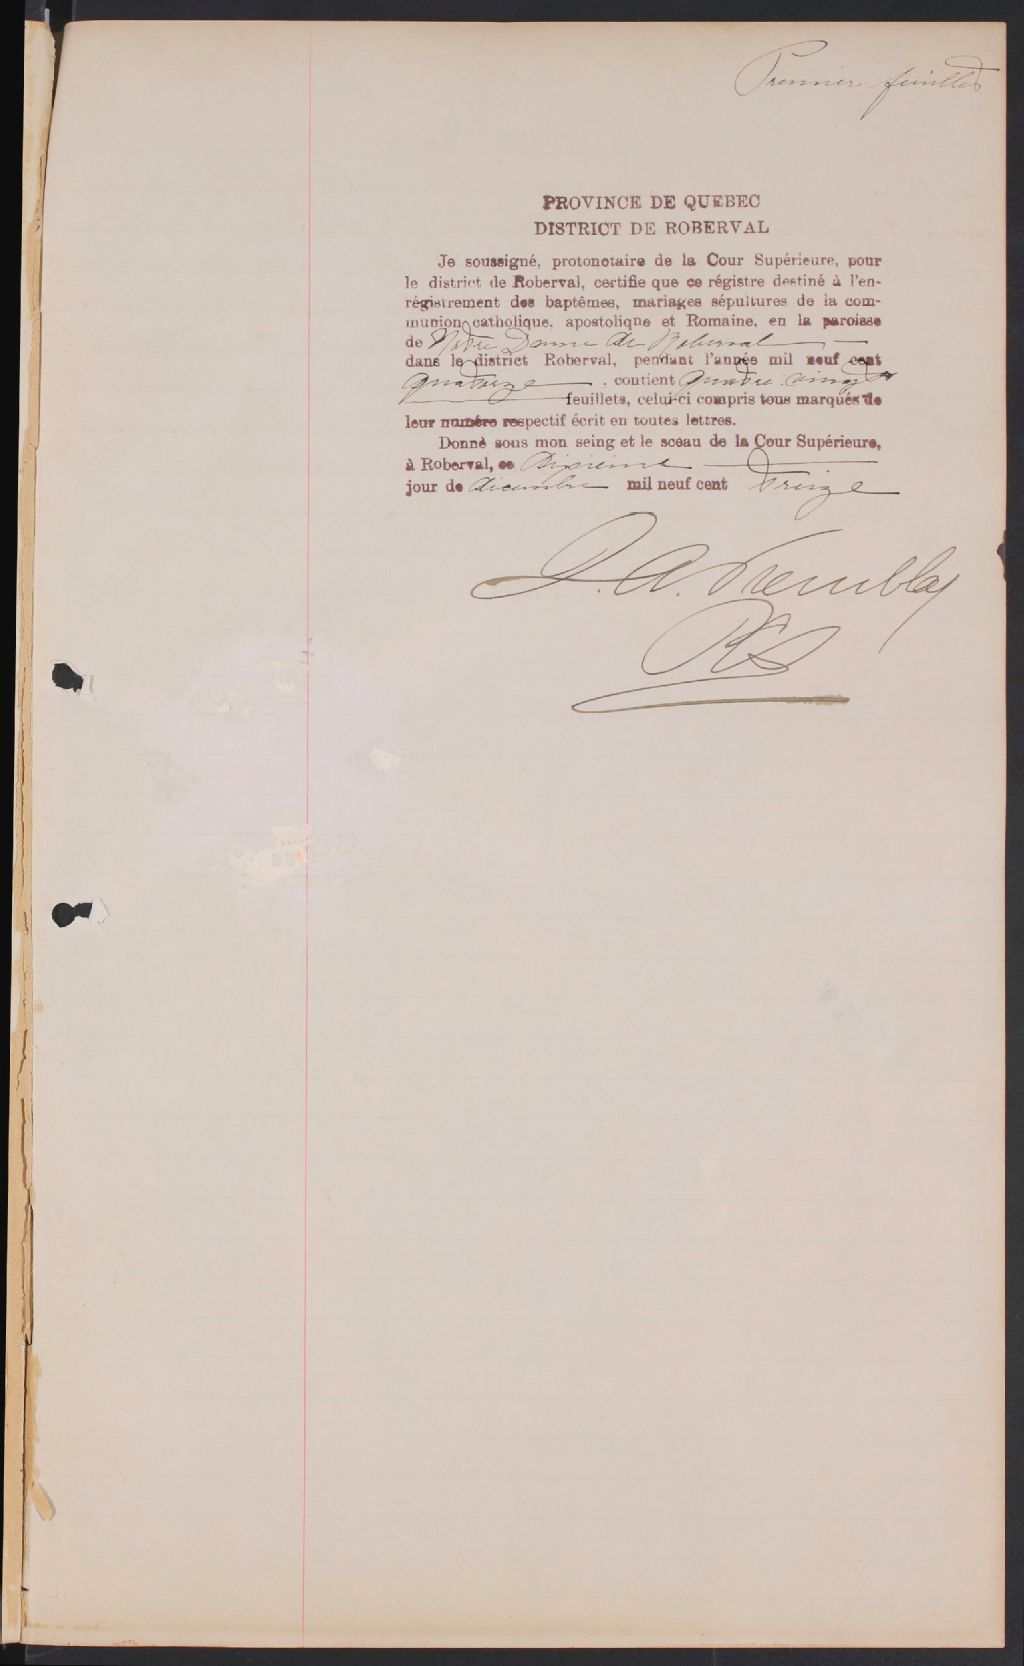 Premier feuillet
PROVINCE DE QUEBEC
DISTRICT DE ROBERVAL
Je soussigné, protonotaire de la Cour Supérieure, pour
le district de Roberval, certifie que ce régistre destiné à l'en-
régistrement des baptêmes, mariages sépultures de la com-
munion catholique, apostolique et Romaine, en la paroisse
de Notre Dame de Roberval
dans le district Roberval, pendant l'année mil neuf cent
quatorze . contient quatre vingt
feuillets, celui-ci compris tous marqués de
leur numéro respectif écrit en toutes lettres.
Donné sous mon seing et le sceau de la Cour Supérieure,
à Roberval, ce Dixième
jour de décembre mil neuf cent treize
J. A. Tremblay
PCS